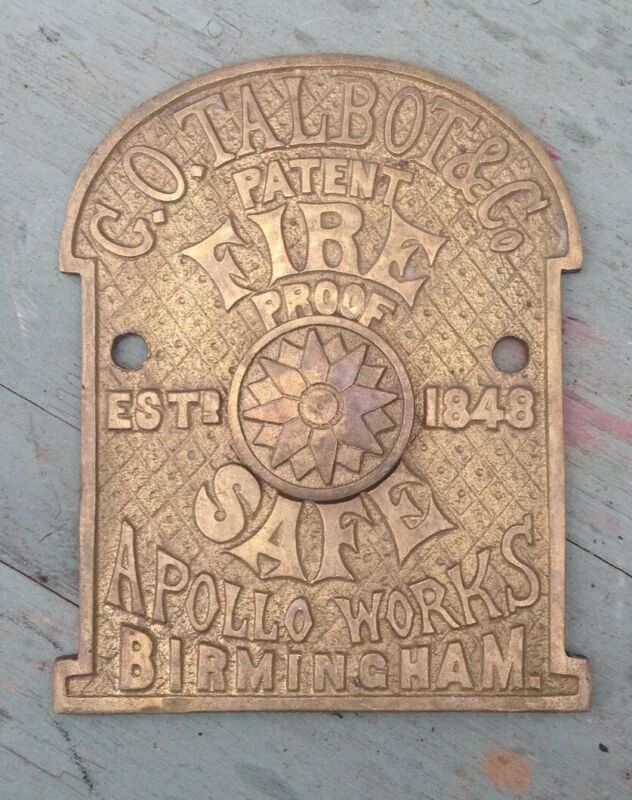 C.O. TALBOT & Co
PATENT
FIRE
PROOF
ESTD 1848
SAFE
APOLLO WORKS
BIRMINGHAM.